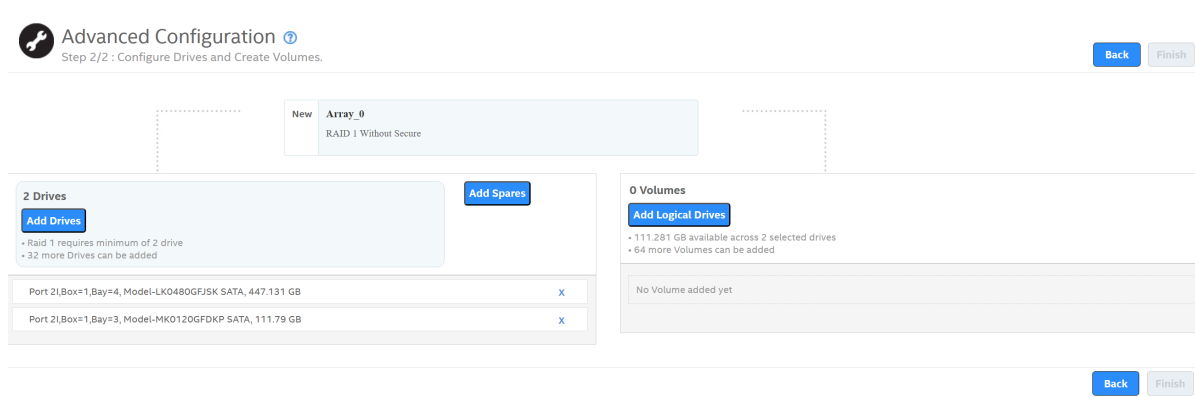 Advanced Configuration ?
Step 2/2 : Configure Drives and Create Volumes.
Back
Finish
New
Array_0
RAID 1 Without Secure
2 Drives
Add Drives
• Raid 1 requires minimum of 2 drive
• 32 more Drives can be added
Add Spares
Port 2I,Box=1,Bay=4, Model-LK0480GFJSK SATA, 447.131 GB X
Port 2I,Box=1,Bay=3, Model-MK0120GFDKP SATA, 111.79 GB X
0 Volumes
Add Logical Drives
• 111.281 GB available across 2 selected drives
• 64 more Volumes can be added
No Volume added yet
Back
Finish